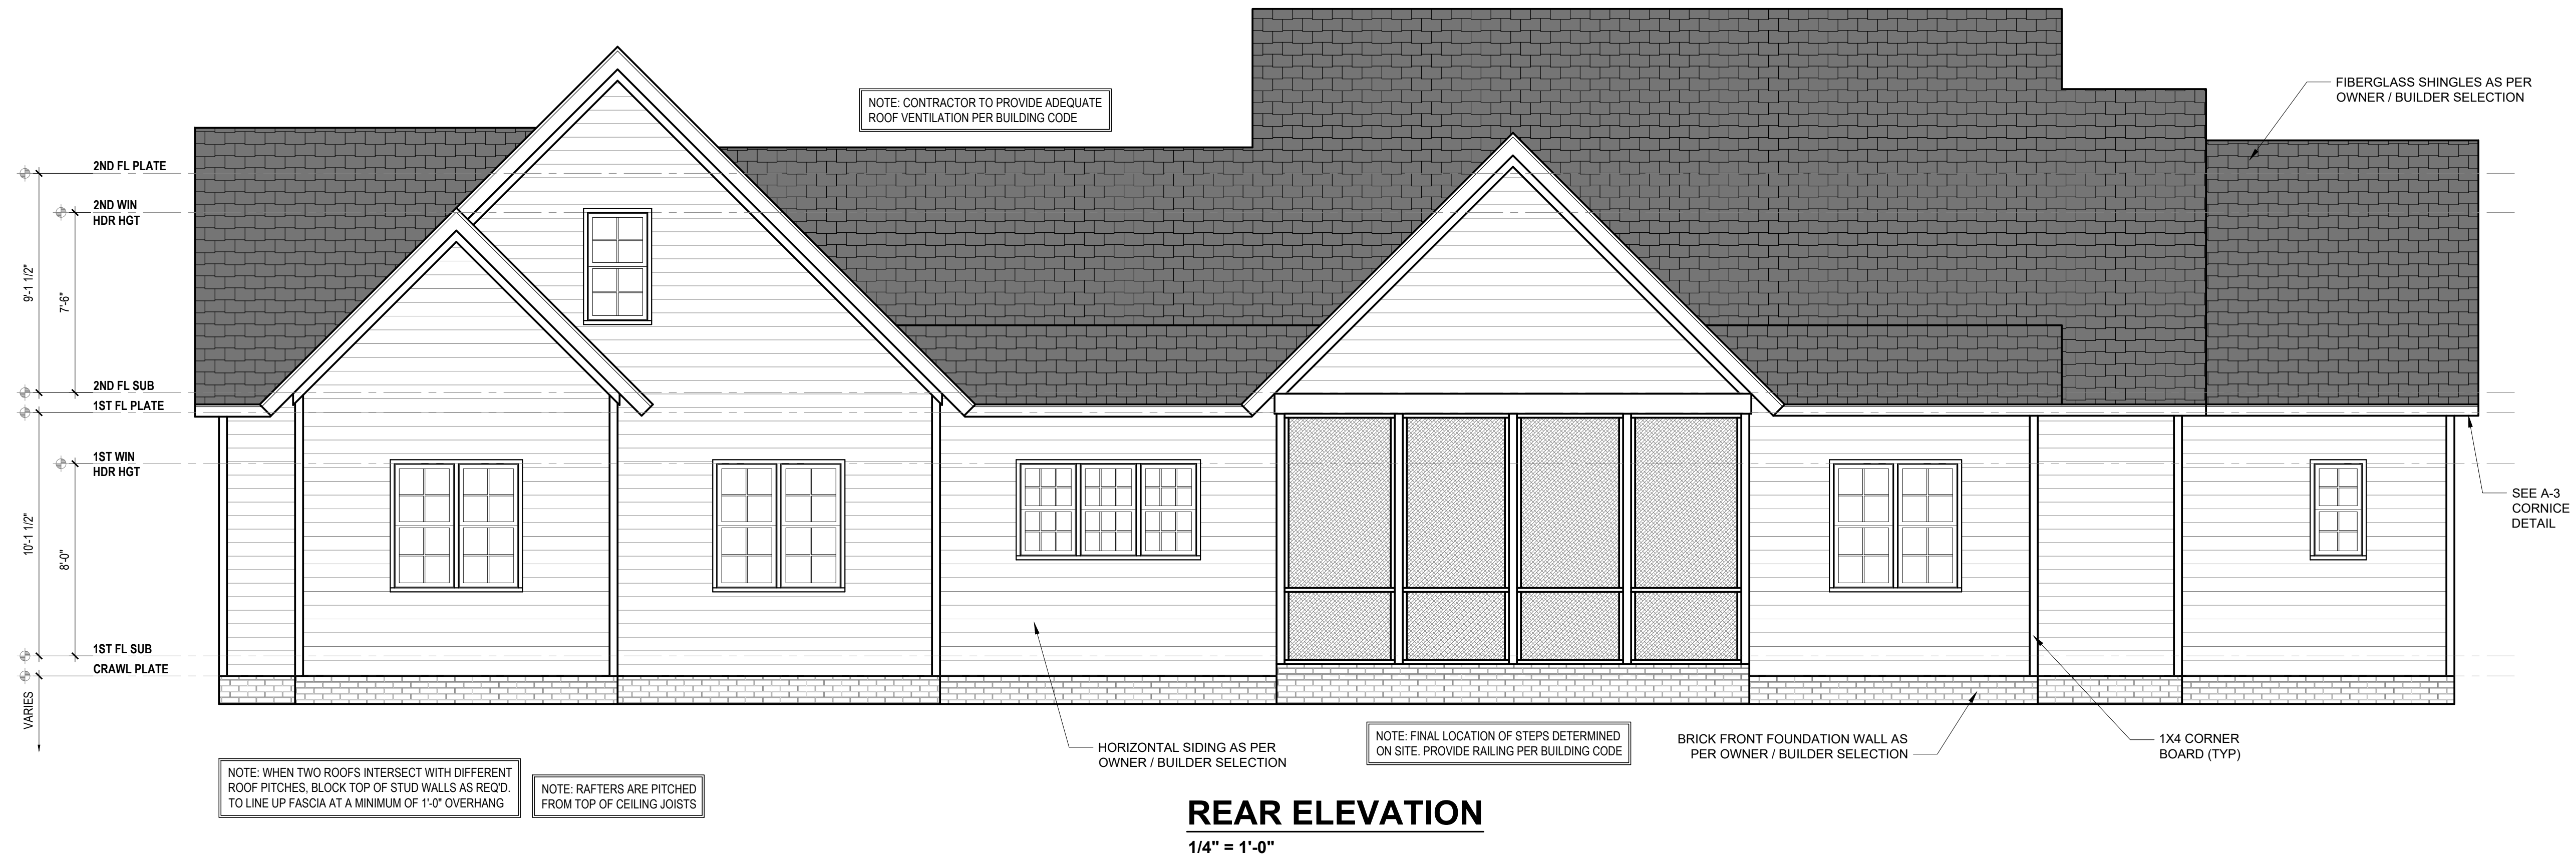 NOTE: CONTRACTOR TO PROVIDE ADEQUATE
ROOF VENTILATION PER BUILDING CODE
FIBERGLASS SHINGLES AS PER
OWNER / BUILDER SELECTION
2ND FL PLATE
2ND WIN
HDR HGT
9'-1 1/2"
7'-6"
2ND FL SUB
1ST FL PLATE
1ST WIN
HDR HGT
10'-1 1/2"
8'-0"
1ST FL SUB
CRAWL PLATE
VARIES
SEE A-3
CORNICE
DETAIL
HORIZONTAL SIDING AS PER
OWNER / BUILDER SELECTION
NOTE: FINAL LOCATION OF STEPS DETERMINED
ON SITE. PROVIDE RAILING PER BUILDING CODE
BRICK FRONT FOUNDATION WALL AS
PER OWNER / BUILDER SELECTION
1X4 CORNER
BOARD (TYP)
NOTE: WHEN TWO ROOFS INTERSECT WITH DIFFERENT
ROOF PITCHES, BLOCK TOP OF STUD WALLS AS REQ'D.
TO LINE UP FASCIA AT A MINIMUM OF 1'-0" OVERHANG
NOTE: RAFTERS ARE PITCHED
FROM TOP OF CEILING JOISTS
REAR ELEVATION
1/4" = 1'-0"